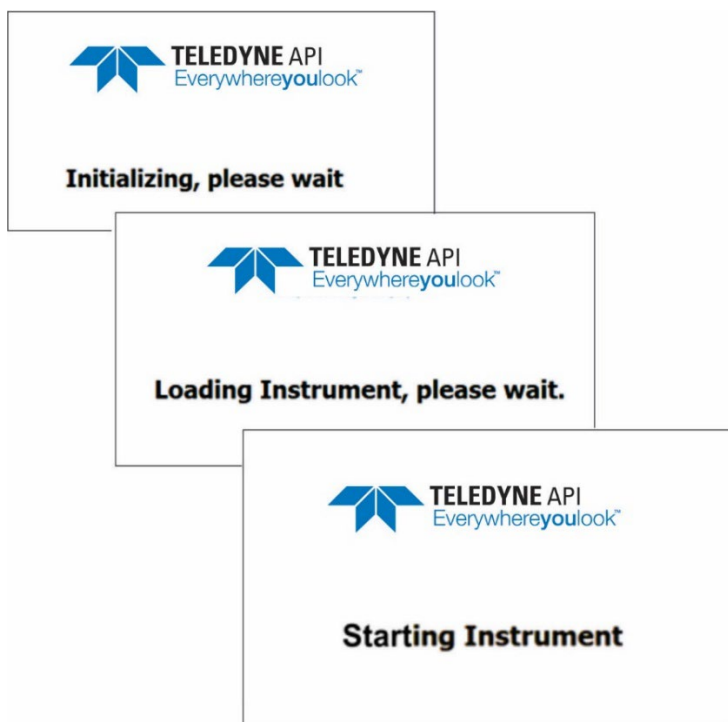 TELEDYNE API
Everywhereyoulook™
Initializing, please wait
TELEDYNE API
Everywhereyoulook™
Loading Instrument, please wait.
TELEDYNE API
Everywhereyoulook™
Starting Instrument